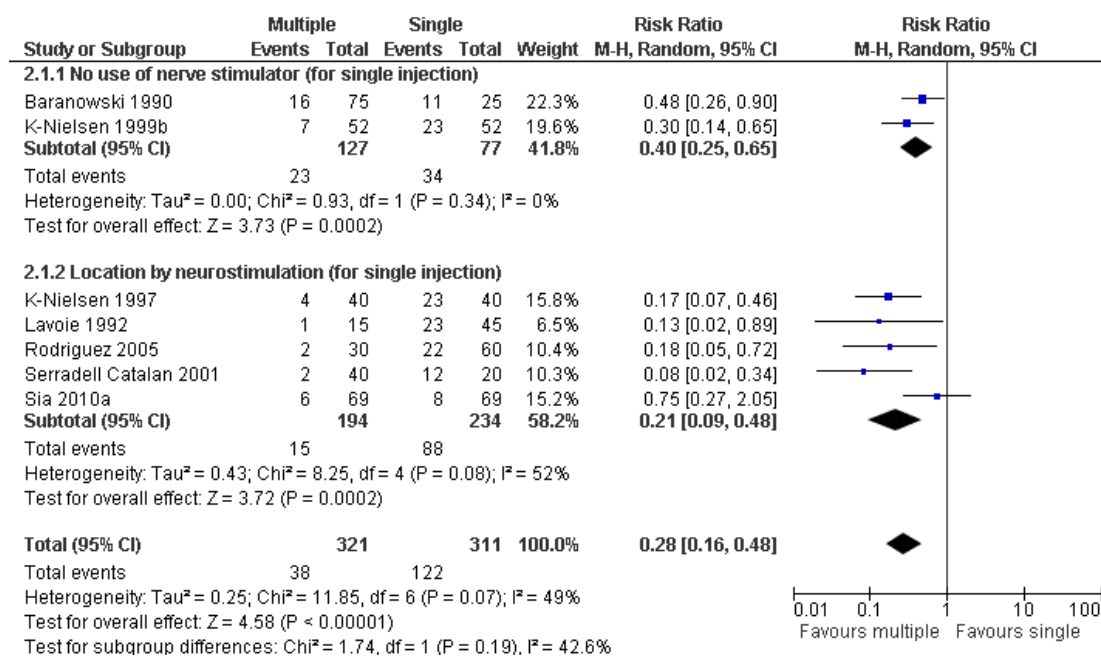 Multiple Single Risk Ratio Risk Ratio
Study or Subgroup Events Total Events Total Weight M-H, Random, 95% CI M-H, Random, 95% CI
2.1.1 No use of nerve stimulator (for single injection)
Baranowski 1990 16 75 11 25 22.3% 0.48 [0.26, 0.90]
K-Nielsen 1999b 7 52 23 52 19.6% 0.30 [0.14, 0.65]
Subtotal (95% CI) 127 77 41.8% 0.40 [0.25, 0.65]
Total events 23 34
Heterogeneity: Tau² = 0.00; Chi² = 0.93, df = 1 (P = 0.34); I² = 0%
Test for overall effect: Z = 3.73 (P = 0.0002)
2.1.2 Location by neurostimulation (for single injection)
K-Nielsen 1997 4 40 23 40 15.8% 0.17 [0.07, 0.46]
Lavoie 1992 1 15 23 45 6.5% 0.13 [0.02, 0.89]
Rodriguez 2005 2 30 22 60 10.4% 0.18 [0.05, 0.72]
Serradell Catalan 2001 2 40 12 20 10.3% 0.08 [0.02, 0.34]
Sia 2010a 6 69 8 69 15.2% 0.75 [0.27, 2.05]
Subtotal (95% CI) 194 234 58.2% 0.21 [0.09, 0.48]
Total events 15 88
Heterogeneity: Tau² = 0.43; Chi² = 8.25, df = 4 (P = 0.08); I² = 52%
Test for overall effect: Z = 3.72 (P = 0.0002)
Total (95% CI) 321 311 100.0% 0.28 [0.16, 0.48]
Total events 38 122
Heterogeneity: Tau² = 0.25; Chi² = 11.85, df = 6 (P = 0.07); I² = 49%
Test for overall effect: Z = 4.58 (P < 0.00001)
Test for subgroup differences: Chi² = 1.74, df = 1 (P = 0.19), I² = 42.6%
0.01 0.1 1 10 100
Favours multiple Favours single